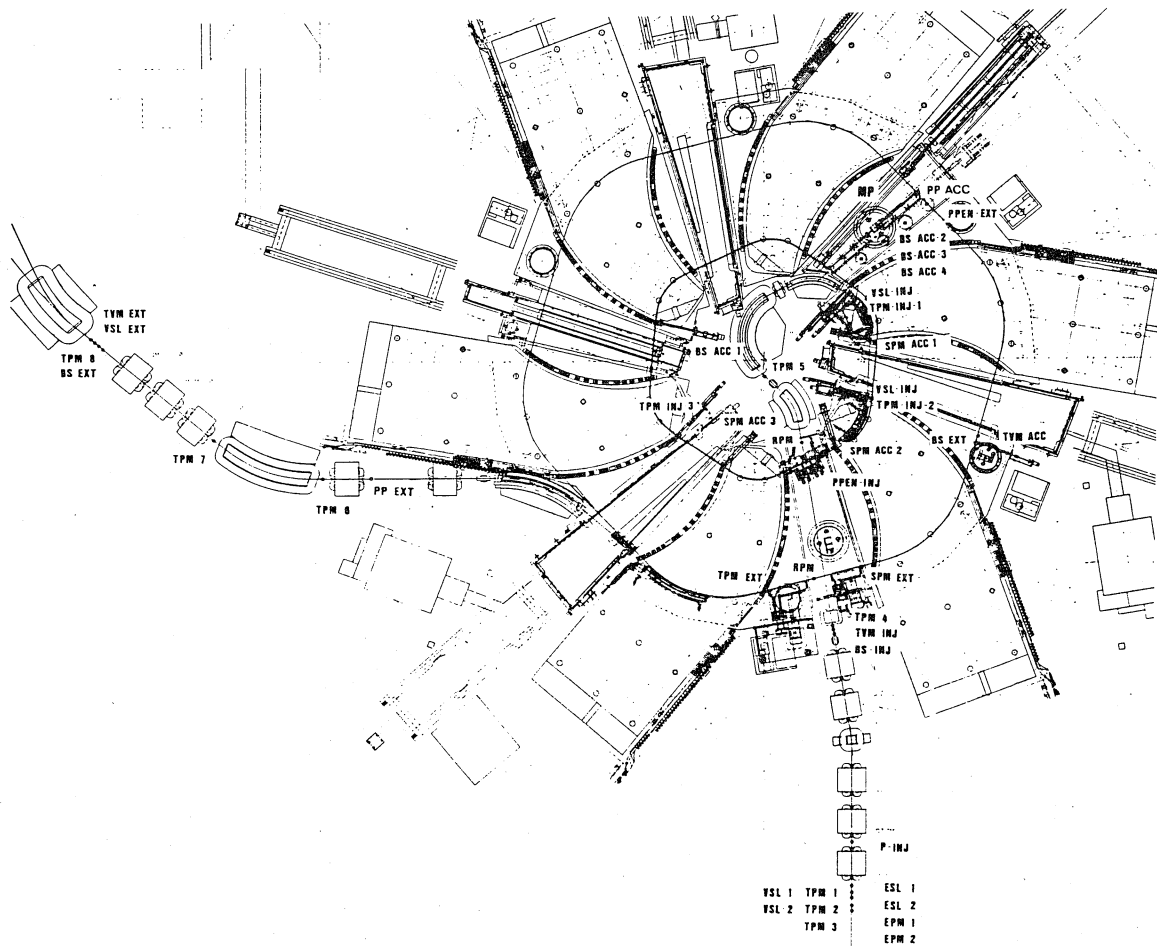 MP
PP ACC
PPEN-EXT
BS ACC-2
BS-ACC-3
BS ACC 4
VSL-INJ
TPM-INJ-1
TVM EXT
VSL EXT
SPM ACC 1
BS ACC 1
TPM 8
BS EXT
TPM 5
VSL-INJ
TPM INJ 3
TPM-INJ-2
SPM ACC 3
BS EXT
TVM ACC
RPM
SPM ACC 2
TPM 7
PPEN-INJ
PP EXT
TPM 6
RPM
TPM EXT
SPM EXT
TPM 4
TVM INJ
BS-INJ
P-INJ
VSL 1 TPM 1 ESL 1
VSL 2 TPM 2 ESL 2
TPM 3 EPM 1
EPM 2